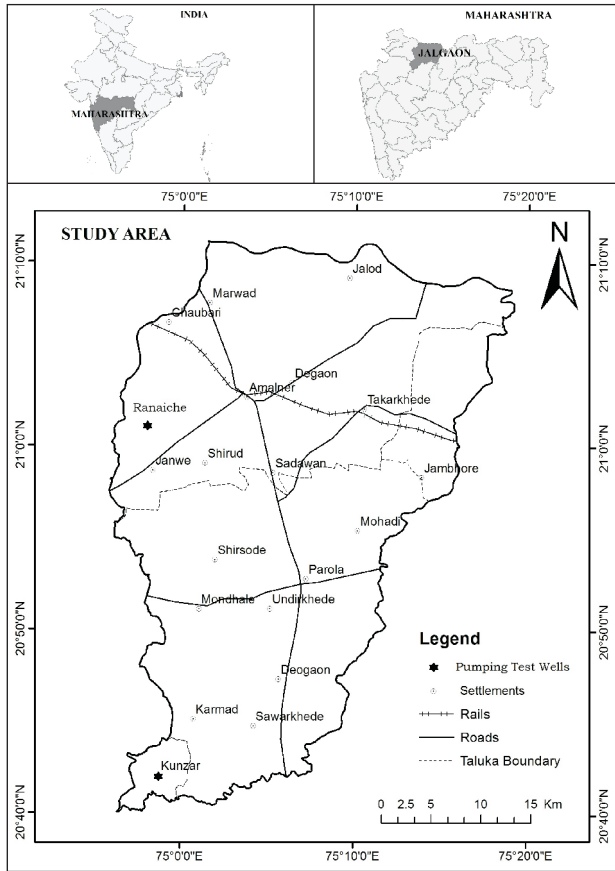 INDIA
MAHARASHTRA
MAHARASHTRA
JALGAON
75°0'0"E
75°10'0"E
75°20'0"E
STUDY AREA
N
21°10'0"N
21°10'0"N
Jalod
Marwad
Chaubari
Degaon
Amalner
Takarkhede
Ranaiche
21°0'0"N
21°0'0"N
Janwe
Shirud
Sadawan
Jambhore
Mohadi
Shirsode
Parola
Mondhale
Undirkhede
20°50'0"N
20°50'0"N
Legend
Pumping Test Wells
Settlements
Rails
Roads
Taluka Boundary
Deogaon
Karmad
Sawarkhede
Kunzar
0 2.5 5 10 15 Km
20°40'0"N
20°40'0"N
75°0'0"E
75°10'0"E
75°20'0"E